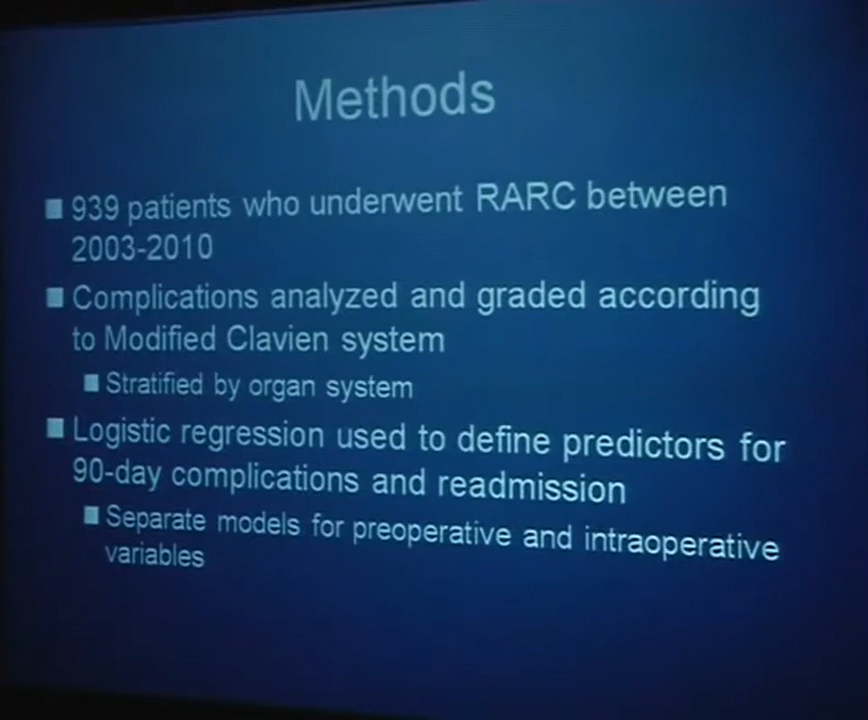 Methods
■ 939 patients who underwent RARC between
2003-2010
■ Complications analyzed and graded according
to Modified Clavien system
■ Stratified by organ system
■ Logistic regression used to define predictors for
90-day complications and readmission
■ Separate models for preoperative and intraoperative
variables